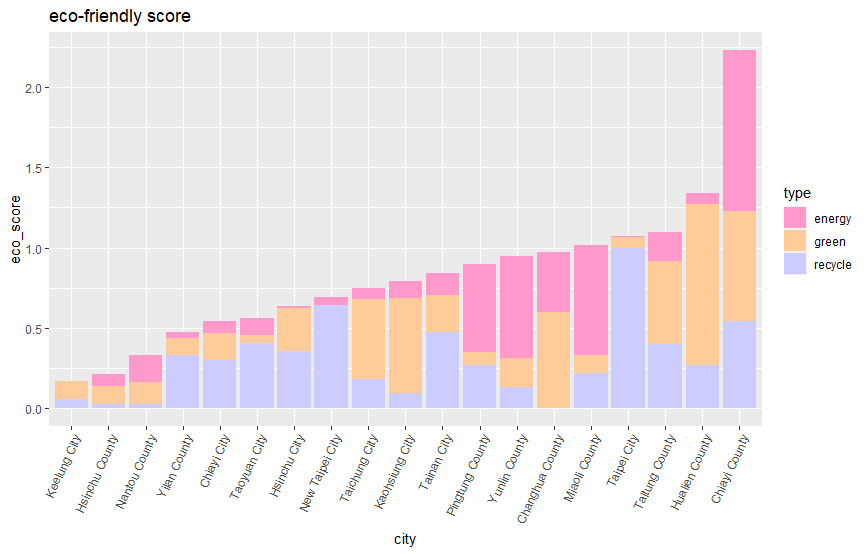 eco-friendly score
eco_score
2.0
1.5
1.0
0.5
0.0
Keelung City
Hsinchu County
Nantou County
Yilan County
Chiayi City
Taoyuan City
Hsinchu City
New Taipei City
Taichung City
Kaohsiung City
Tainan City
Pingtung County
Yunlin County
Changhua County
Miaoli County
Taipei City
Taitung County
Hualien County
Chiayi County
city
type
energy
green
recycle